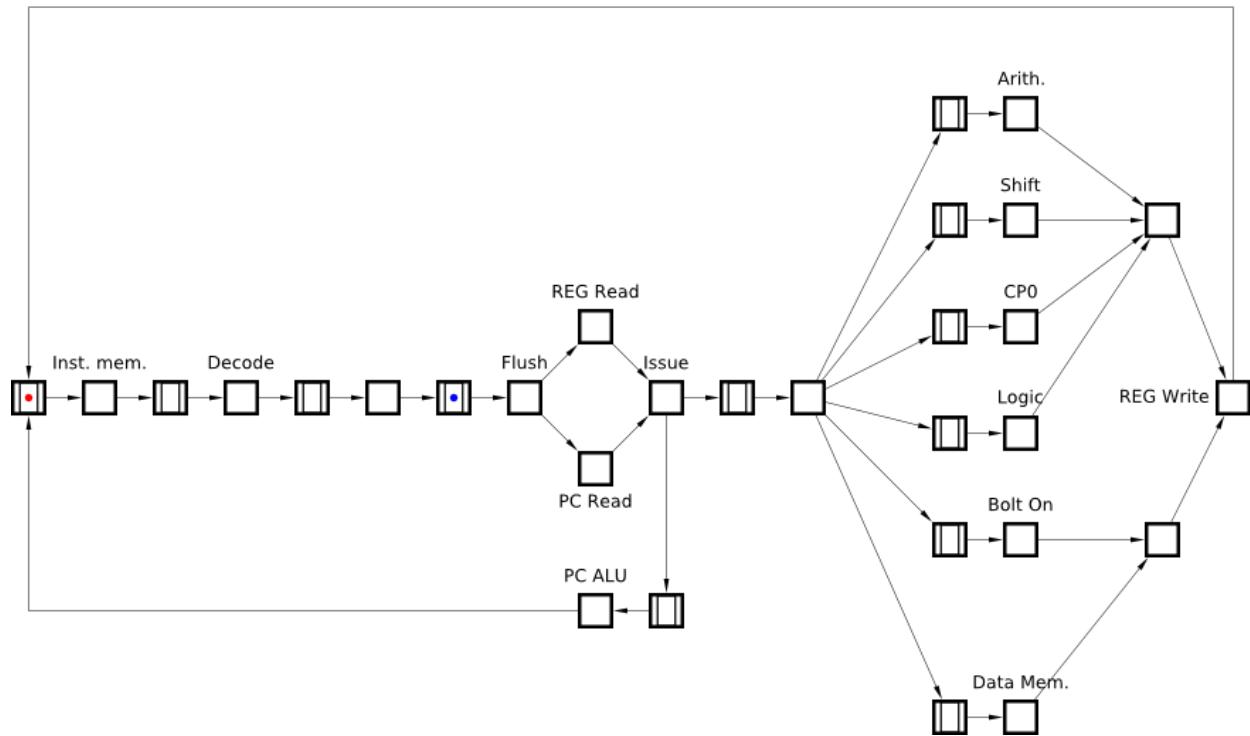 Arith.
Shift
REG Read
CP0
Inst. mem.
Decode
Flush
Issue
Logic
REG Write
PC Read
Bolt On
PC ALU
Data Mem.